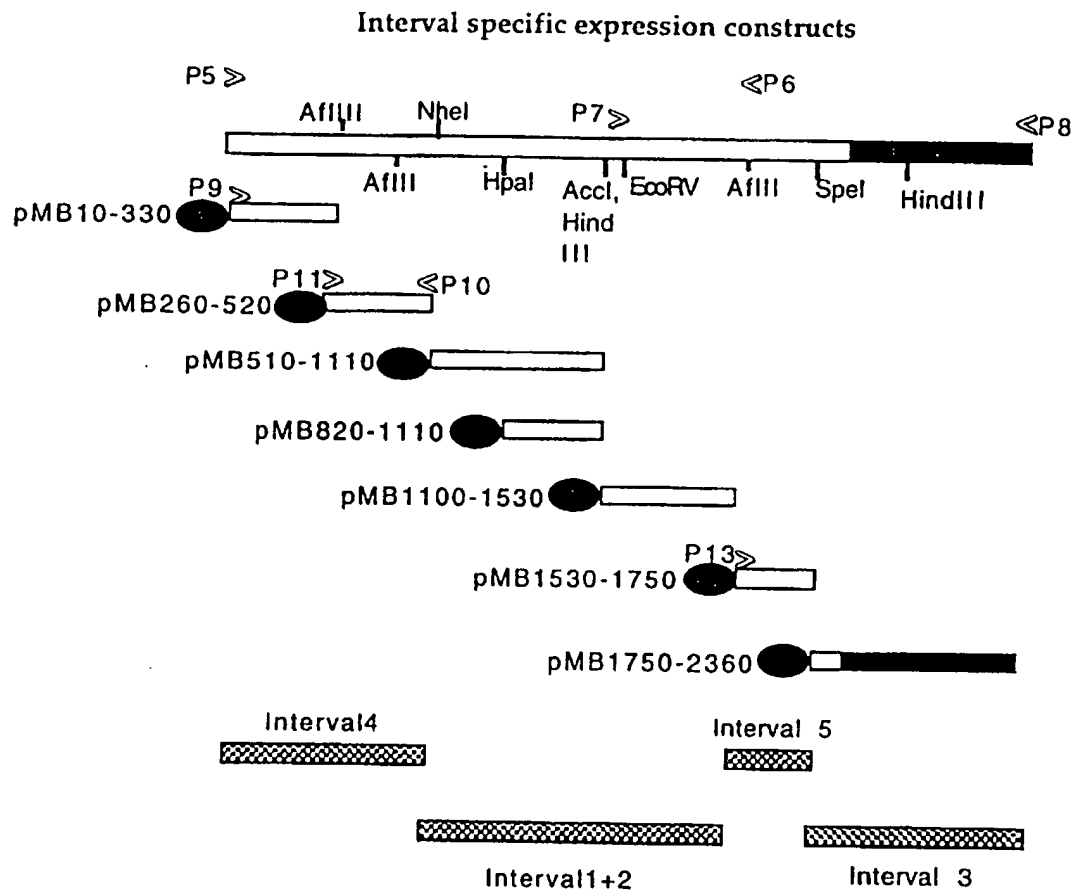 Interval specific expression constructs
P5
P6
AflIII
NheI
P7
P8
AflII
HpaI
AccI,
Hind
III
EcoRV
AflII
SpeI
HindIII
P9
pMB10-330
P11
P10
pMB260-520
pMB510-1110
pMB820-1110
pMB1100-1530
P13
pMB1530-1750
pMB1750-2360
Interval4
Interval 5
Interval1+2
Interval 3